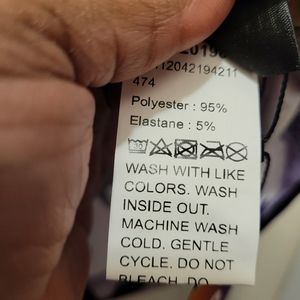 12042194211
474
Polyester : 95%
Elastane : 5%
WASH WITH LIKE
COLORS. WASH
INSIDE OUT.
MACHINE WASH
COLD. GENTLE
CYCLE. DO NOT
BLEACH. DO